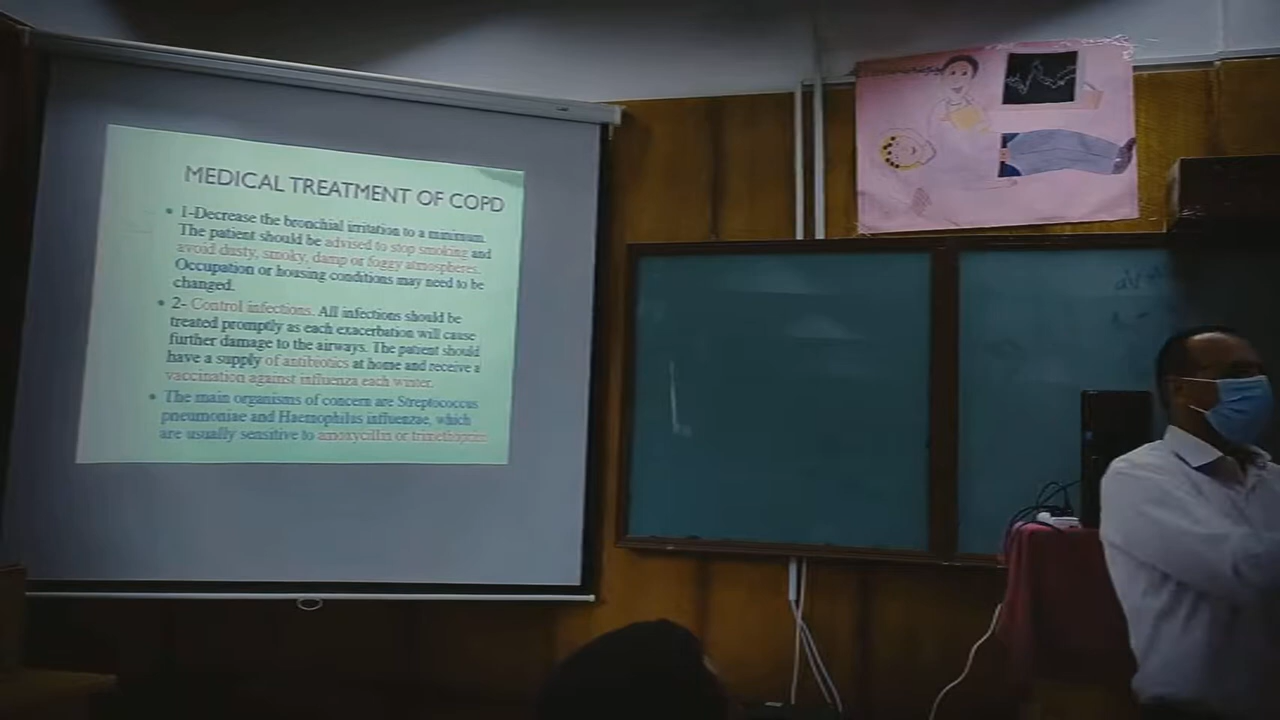 MEDICAL TREATMENT OF COPD
• 1-Decrease the bronchial irritation to a minimum.
The patient should be advised to stop smoking and
avoid dusty, smoky, damp or foggy atmospheres.
Occupation or housing conditions may need to be
changed.
• 2- Control infections. All infections should be
treated promptly as each exacerbation will cause
further damage to the airways. The patient should
have a supply of antibiotics at home and receive a
vaccination against influenza each winter.
• The main organisms of concern are Streptococcus
pneumoniae and Haemophilus influenzae, which
are usually sensitive to amoxycillin or trimethoprim